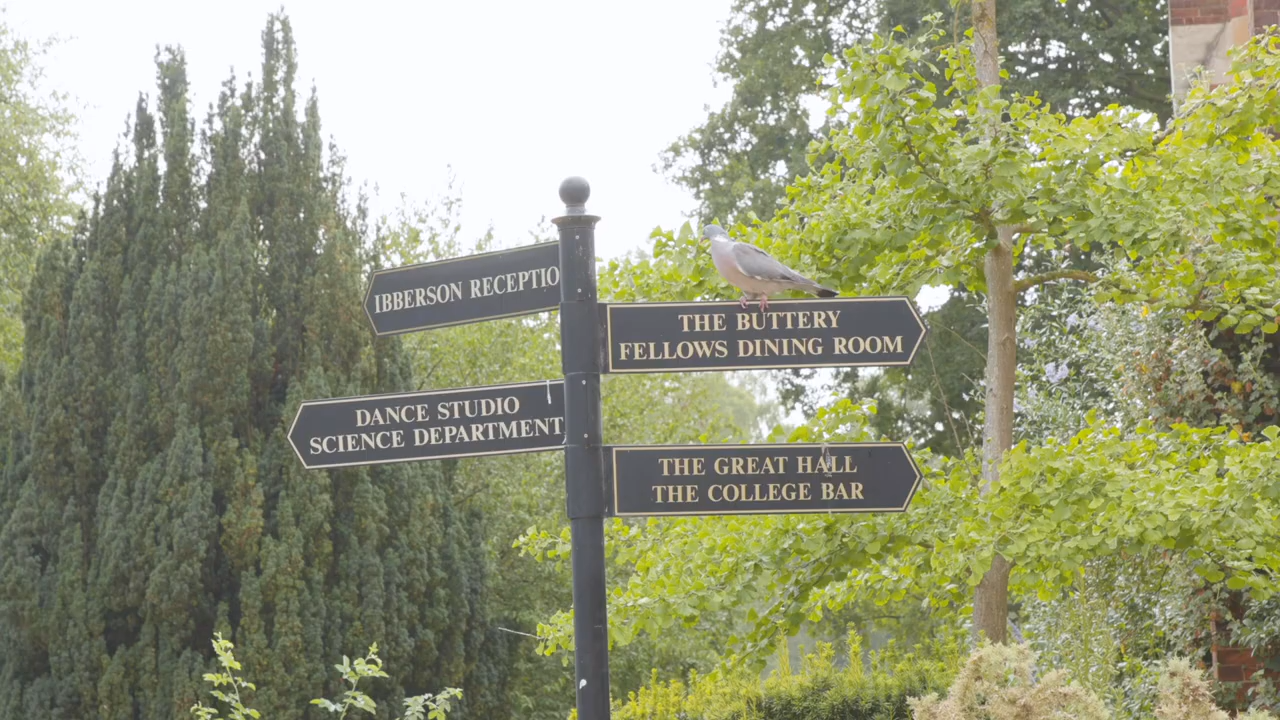 IBBERSON RECEPTIO
THE BUTTERY
FELLOWS DINING ROOM
DANCE STUDIO
SCIENCE DEPARTMENT
THE GREAT HALL
THE COLLEGE BAR